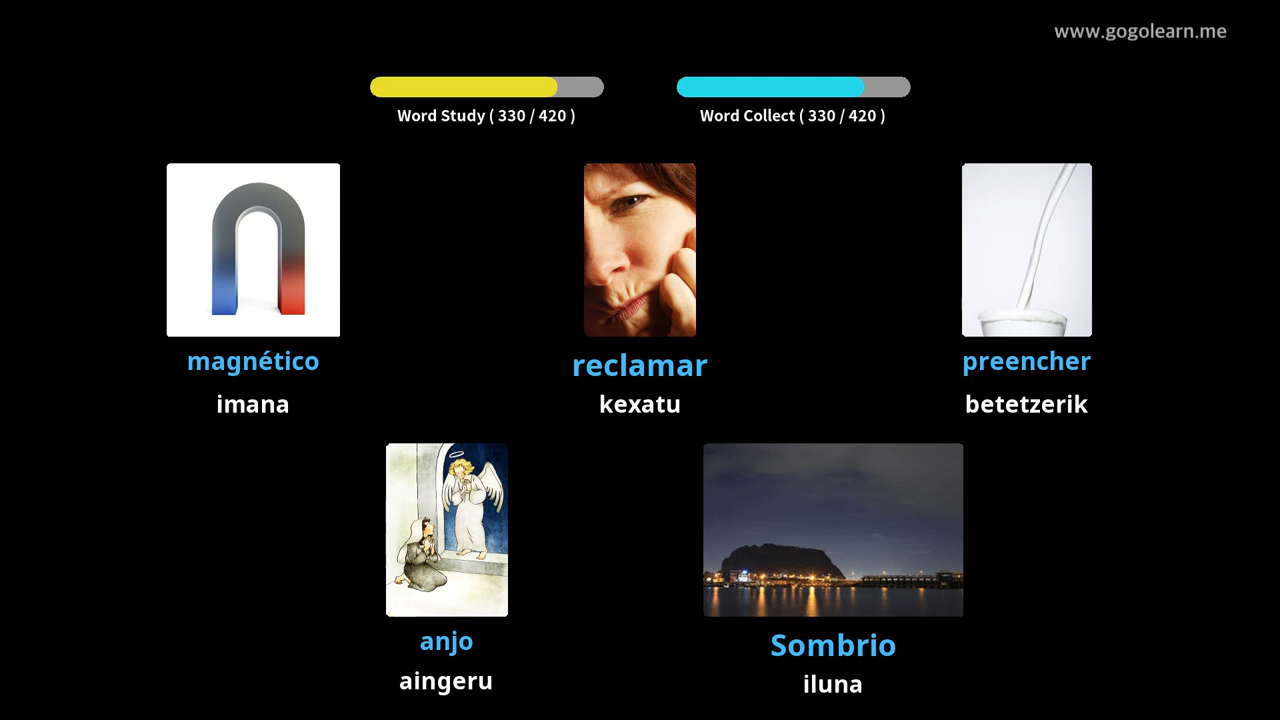 www.gogolearn.me
Word Study ( 330 / 420 )
Word Collect ( 330 / 420 )
magnético
imana
reclamar
kexatu
preencher
betetzerik
anjo
aingeru
Sombrio
iluna